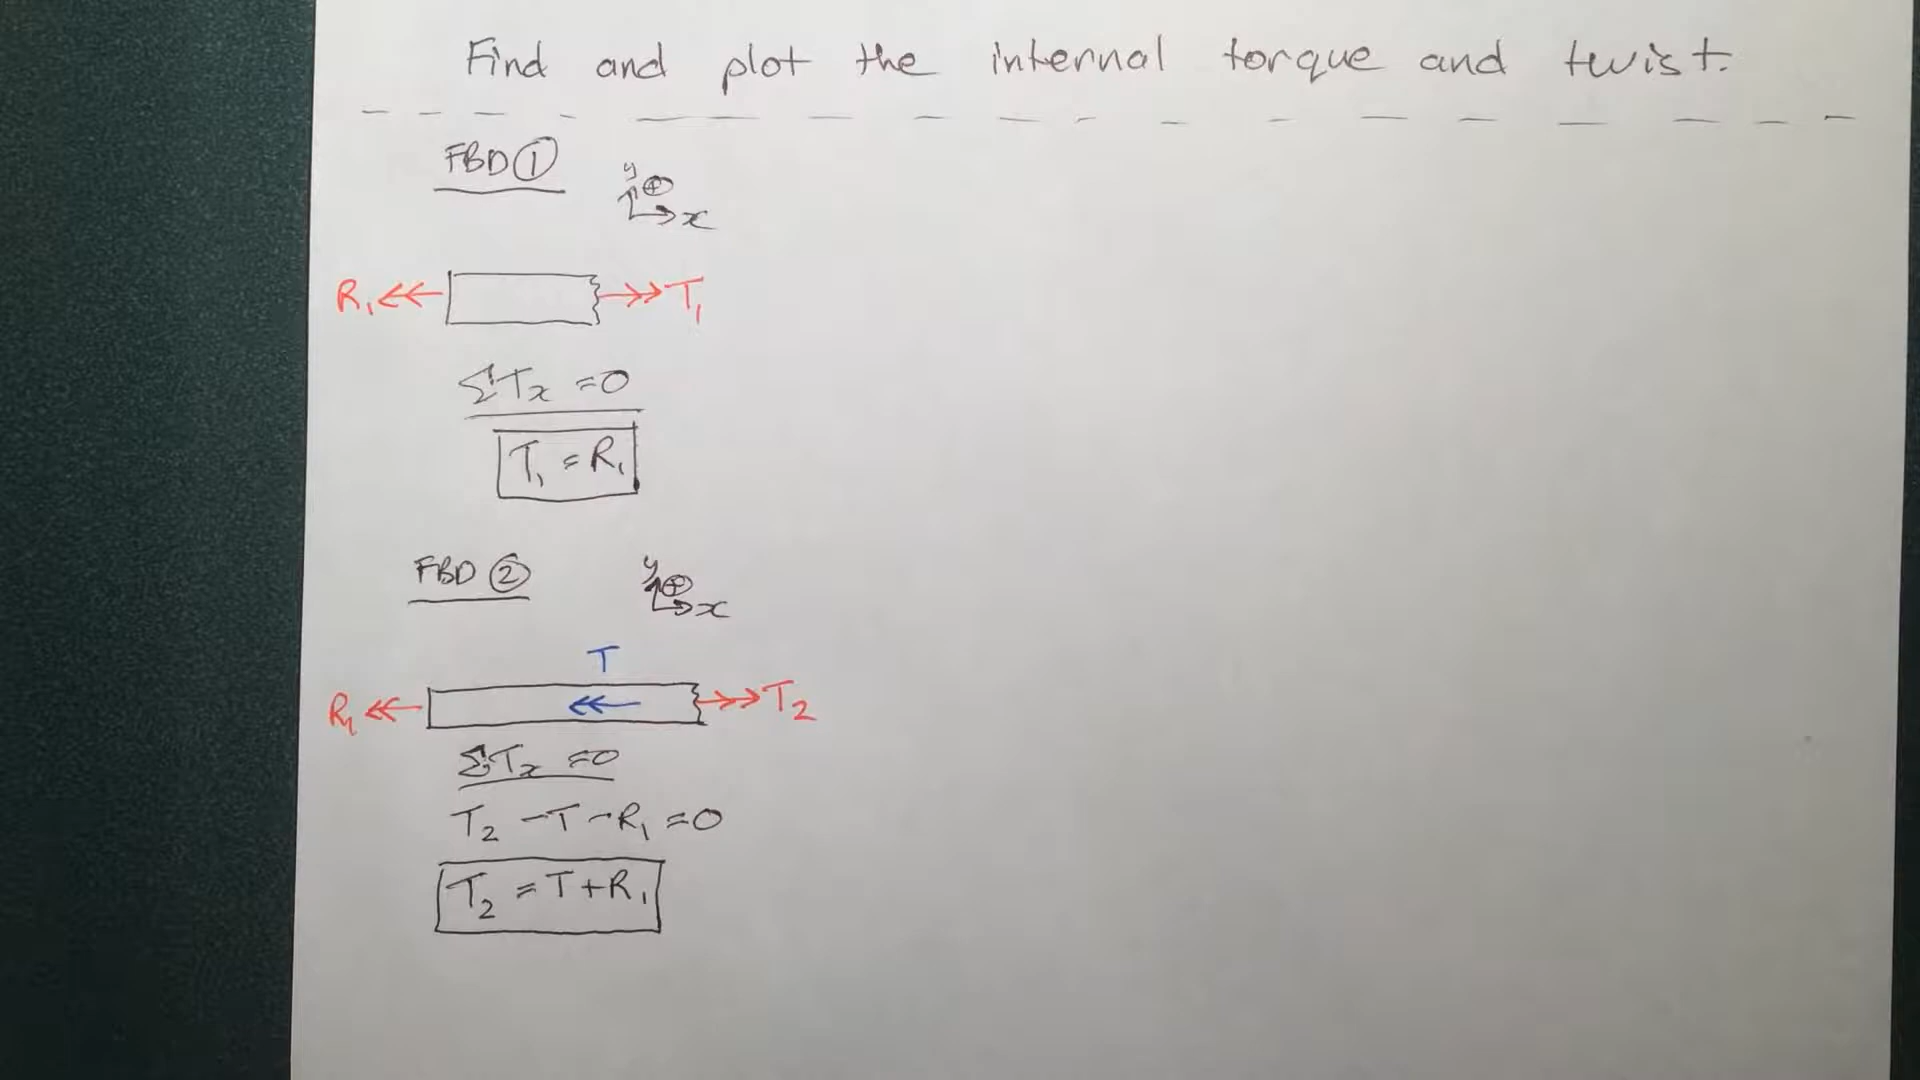 Find and plot the internal torque and twist.
FBD ①
y ⊕
x
R₁ T₁
ΣTx = 0
T₁ = R₁
FBD ②
y ⊕
x
T
R₁ T₂
ΣTx = 0
T₂ - T - R₁ = 0
T₂ = T + R₁